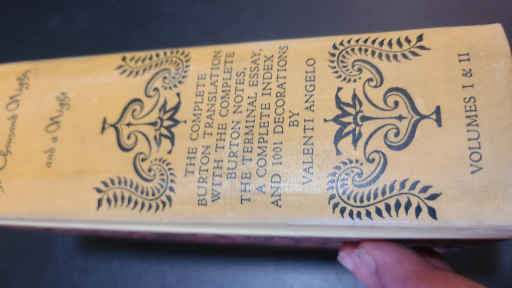 Thousand Nights
and a Night
THE COMPLETE
BURTON TRANSLATION
WITH THE COMPLETE
BURTON NOTES,
THE TERMINAL ESSAY,
A COMPLETE INDEX
AND 1001 DECORATIONS
BY
VALENTI ANGELO
VOLUMES I & II